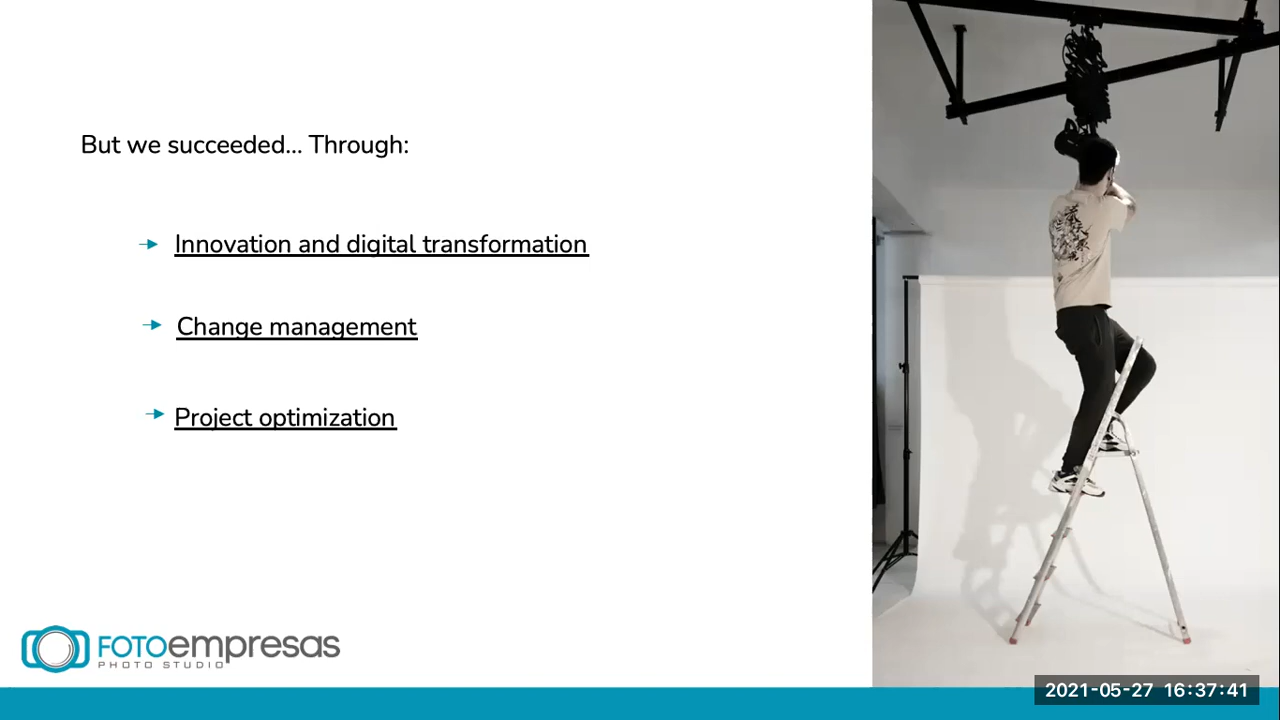 But we succeeded... Through:
Innovation and digital transformation
Change management
Project optimization
FOTOempresas
PHOTO STUDIO
2021-05-27 16:37:41